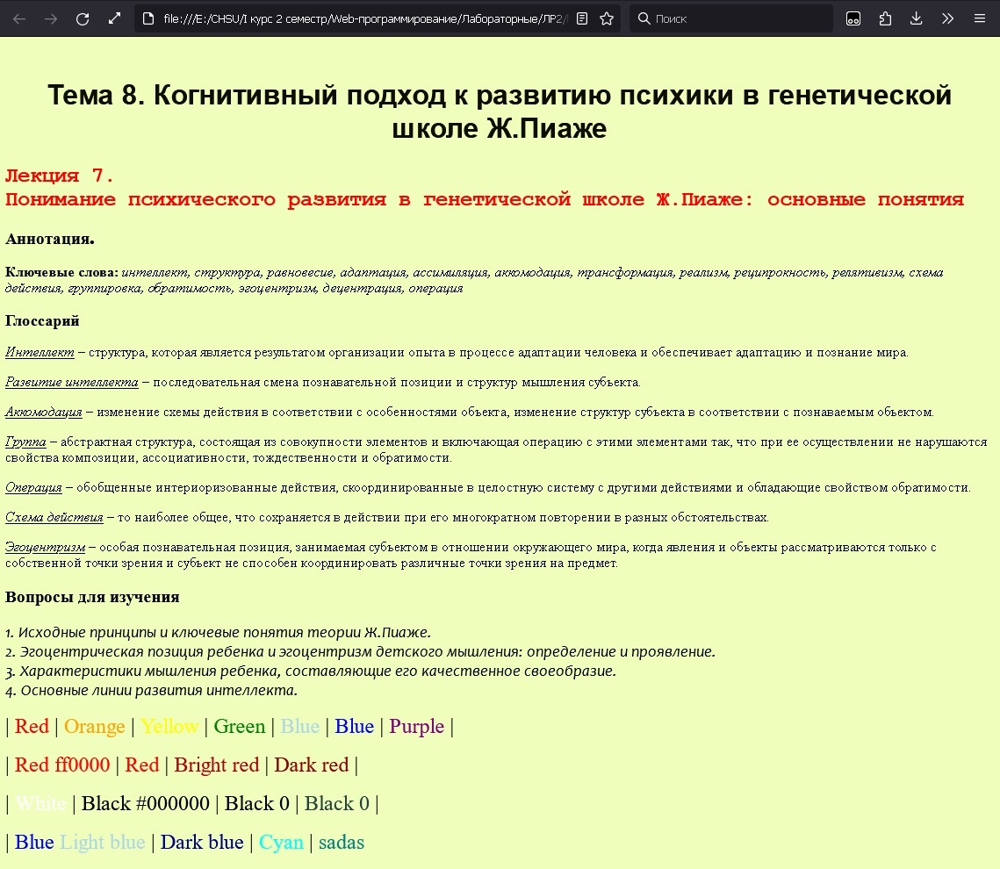 file:///E:/CHSU/I курс 2 семестр/Web-программирование/Лабораторные/ЛР2/
Поиск
Тема 8. Когнитивный подход к развитию психики в генетической
школе Ж.Пиаже
Лекция 7.
Понимание психического развития в генетической школе Ж.Пиаже: основные понятия
Аннотация.
Ключевые слова: интеллект, структура, равновесие, адаптация, ассимиляция, аккомодация, трансформация, реализм, реципрокность, релятивизм, схема
действия, группировка, обратимость, эгоцентризм, децентрация, операция
Глоссарий
Интеллект – структура, которая является результатом организации опыта в процессе адаптации человека и обеспечивает адаптацию и познание мира.
Развитие интеллекта – последовательная смена познавательной позиции и структур мышления субъекта.
Аккомодация – изменение схемы действия в соответствии с особенностями объекта, изменение структур субъекта в соответствии с познаваемым объектом.
Группа – абстрактная структура, состоящая из совокупности элементов и включающая операцию с этими элементами так, что при ее осуществлении не нарушаются
свойства композиции, ассоциативности, тождественности и обратимости.
Операция – обобщенные интериоризованные действия, скоординированные в целостную систему с другими действиями и обладающие свойством обратимости.
Схема действия – то наиболее общее, что сохраняется в действии при его многократном повторении в разных обстоятельствах.
Эгоцентризм – особая познавательная позиция, занимаемая субъектом в отношении окружающего мира, когда явления и объекты рассматриваются только с
собственной точки зрения и субъект не способен координировать различные точки зрения на предмет.
Вопросы для изучения
1. Исходные принципы и ключевые понятия теории Ж.Пиаже.
2. Эгоцентрическая позиция ребенка и эгоцентризм детского мышления: определение и проявление.
3. Характеристики мышления ребенка, составляющие его качественное своеобразие.
4. Основные линии развития интеллекта.
| Red | Orange | Yellow | Green | Blue | Blue | Purple |
| Red ff0000 | Red | Bright red | Dark red |
| White | Black #000000 | Black 0 | Black 0 |
| Blue Light blue | Dark blue | Cyan | sadas